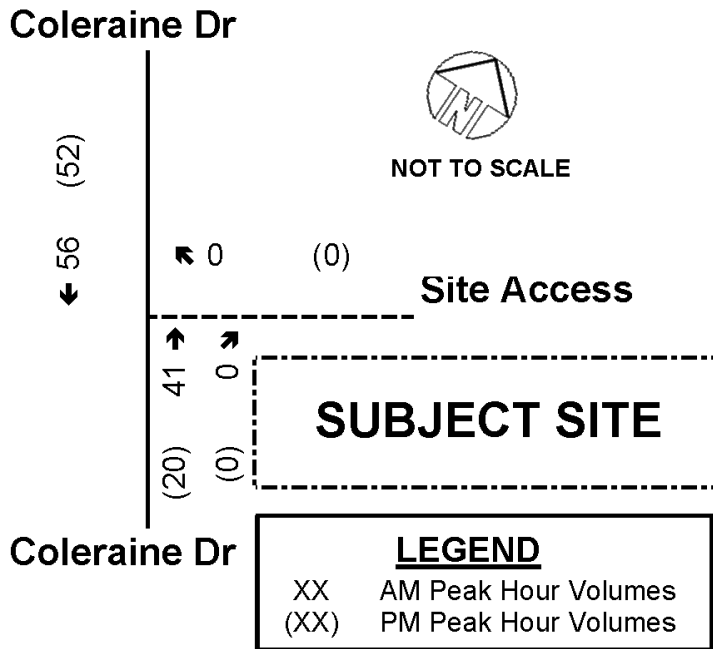 Coleraine Dr
N
NOT TO SCALE
56 (52)
0 (0)
Site Access
41 (20)
0 (0)
SUBJECT SITE
Coleraine Dr
LEGEND
XX AM Peak Hour Volumes
(XX) PM Peak Hour Volumes